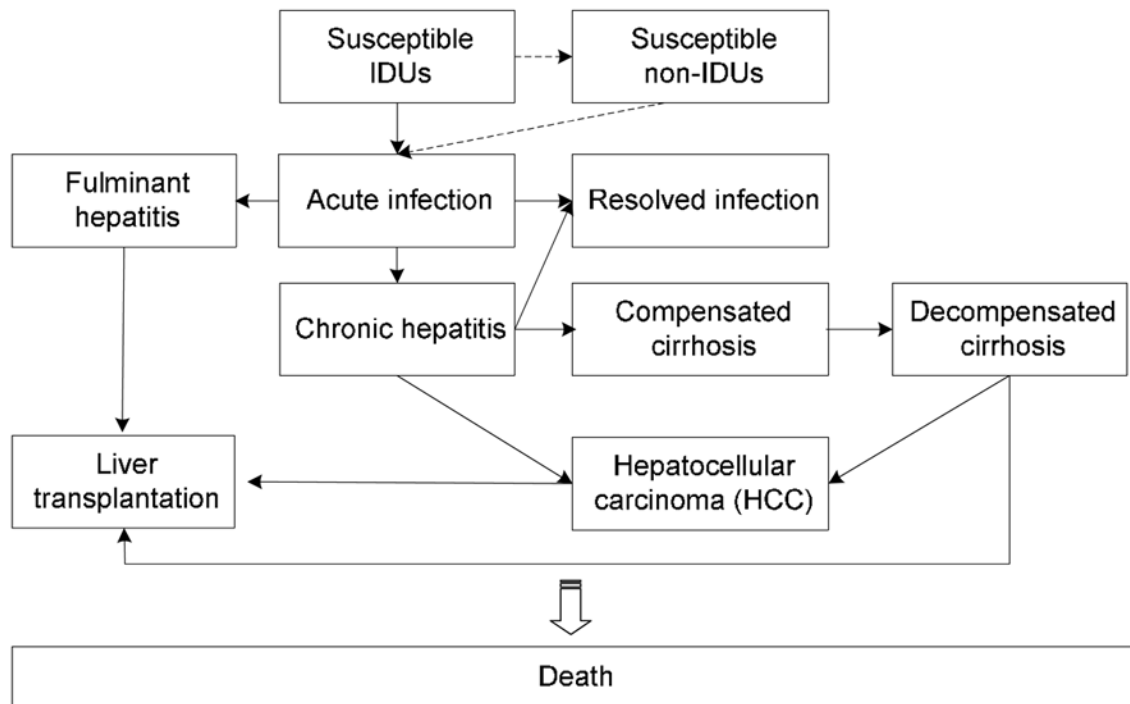 Susceptible
IDUs
Susceptible
non-IDUs
Fulminant
hepatitis
Acute infection
Resolved infection
Chronic hepatitis
Compensated
cirrhosis
Decompensated
cirrhosis
Liver
transplantation
Hepatocellular
carcinoma (HCC)
Death